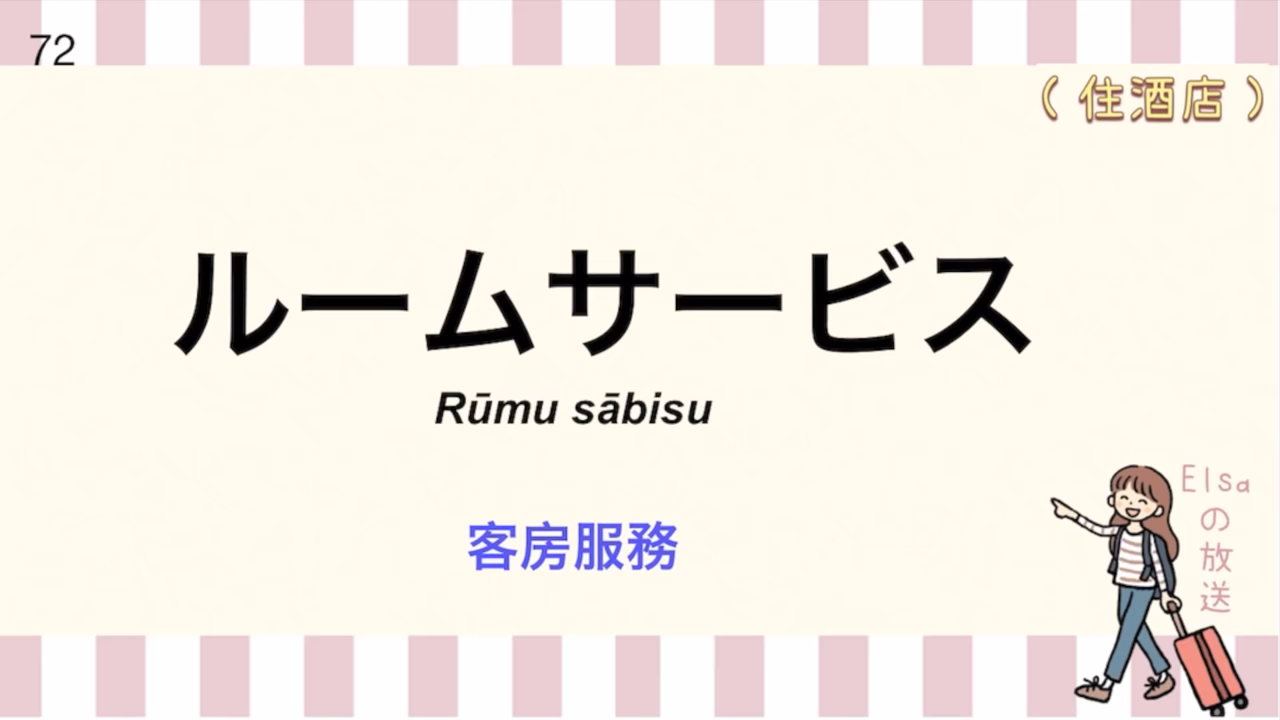 72
（住酒店）
ルームサービス
Rūmu sābisu
客房服務
Elsa
の
放
送